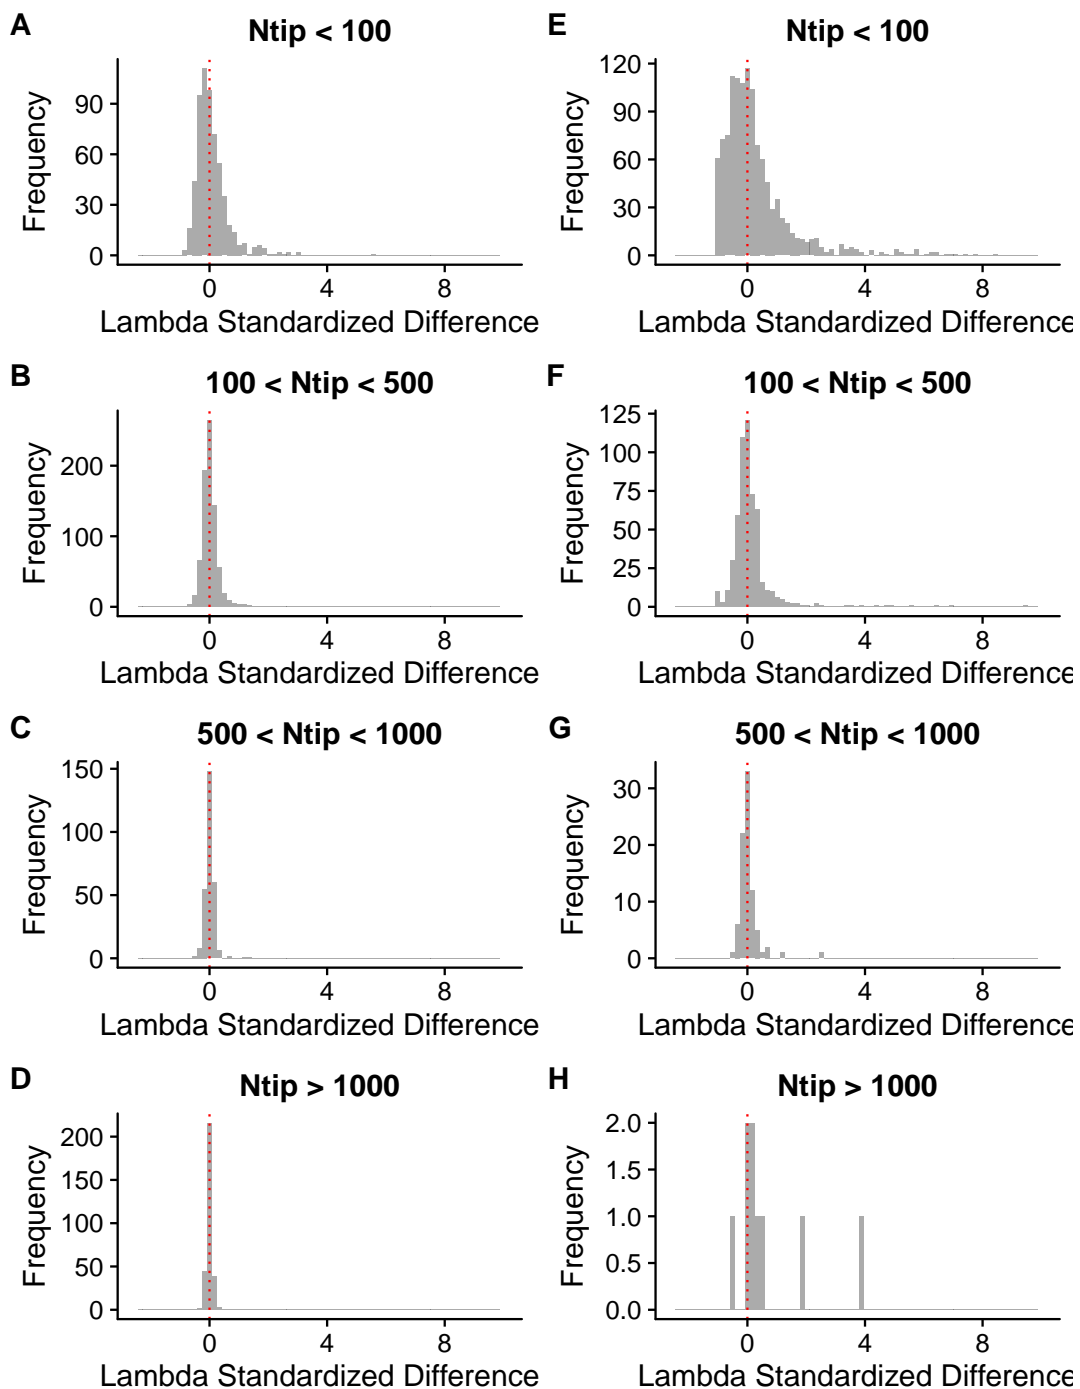 A
Ntip < 100
90
60
30
0
Frequency
0 4 8
Lambda Standardized Difference
E
Ntip < 100
120
90
60
30
0
Frequency
0 4 8
Lambda Standardized Difference
B
100 < Ntip < 500
200
100
0
Frequency
0 4 8
Lambda Standardized Difference
F
100 < Ntip < 500
125
100
75
50
25
0
Frequency
0 4 8
Lambda Standardized Difference
C
500 < Ntip < 1000
150
100
50
0
Frequency
0 4 8
Lambda Standardized Difference
G
500 < Ntip < 1000
30
20
10
0
Frequency
0 4 8
Lambda Standardized Difference
D
Ntip > 1000
200
150
100
50
0
Frequency
0 4 8
Lambda Standardized Difference
H
Ntip > 1000
2.0
1.5
1.0
0.5
0.0
Frequency
0 4 8
Lambda Standardized Difference